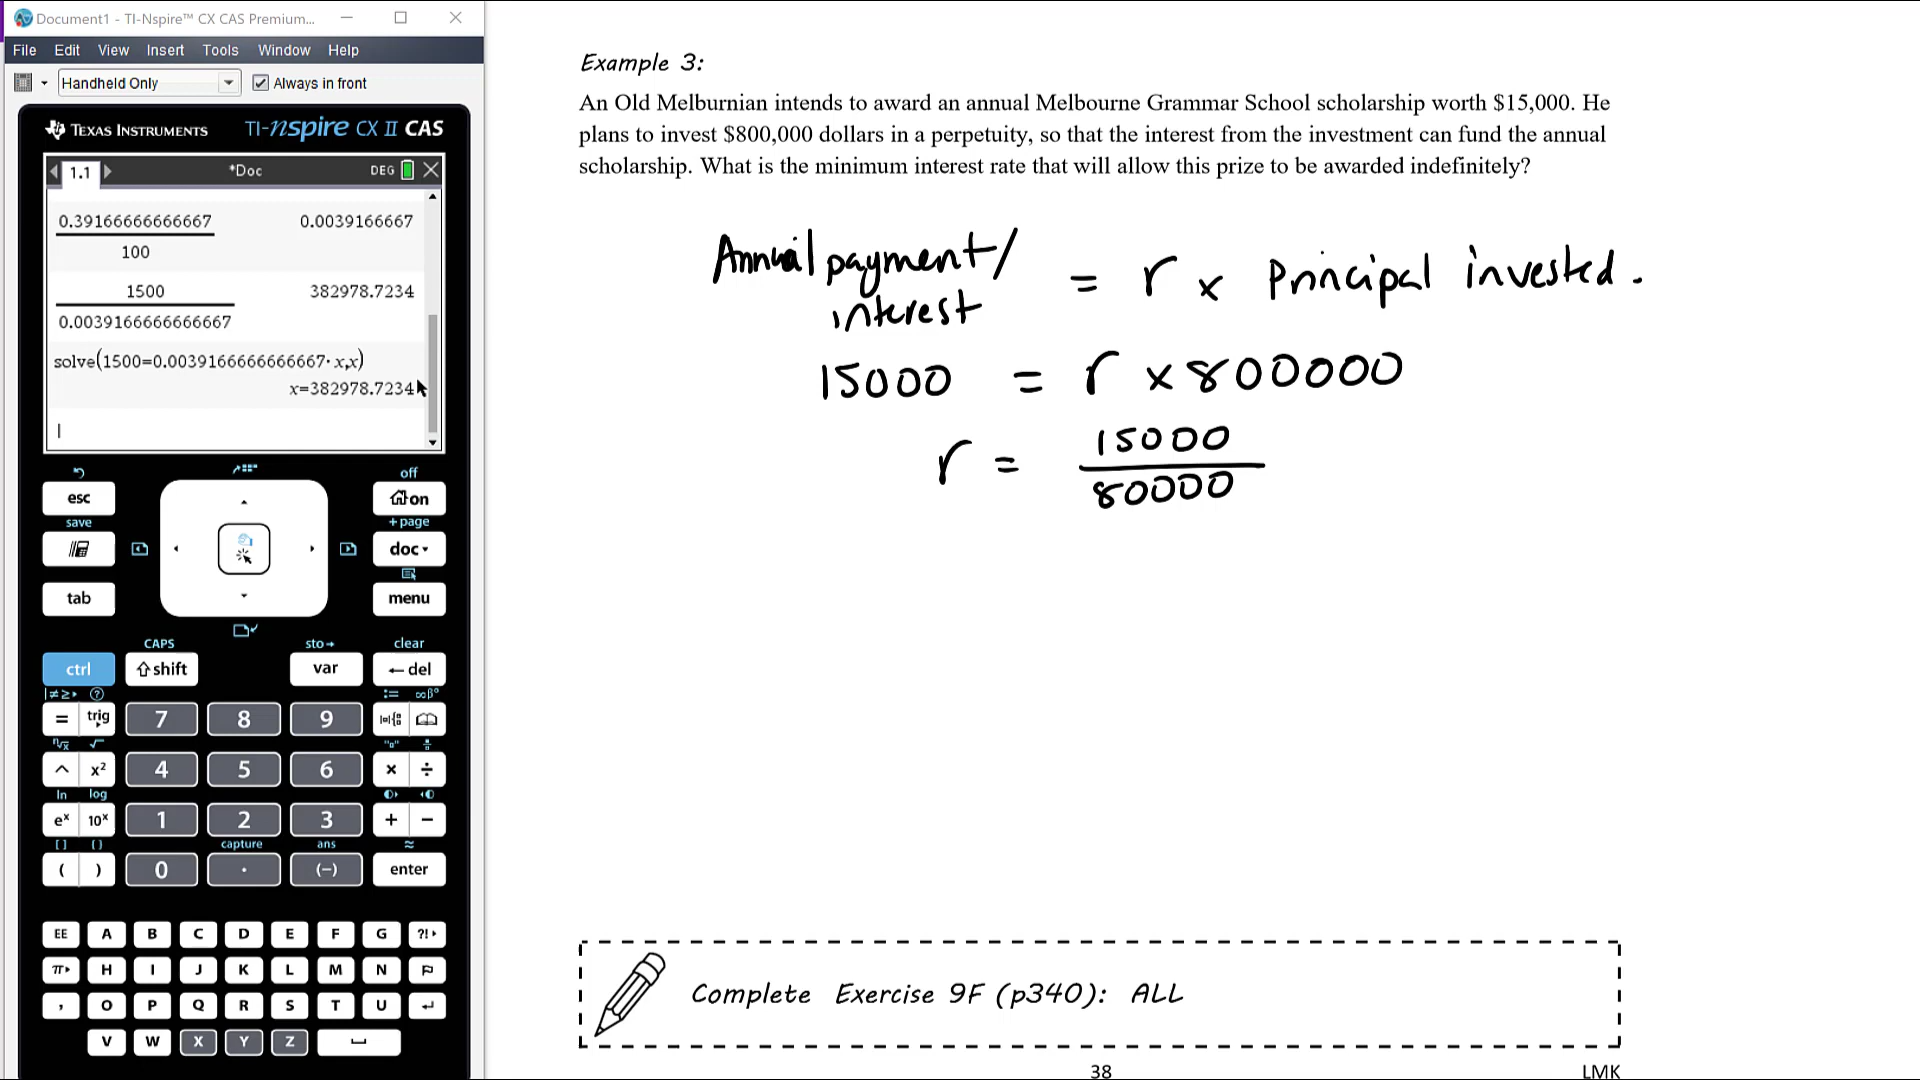 Document1 - TI-Nspire™ CX CAS Premium...
File Edit View Insert Tools Window Help
Handheld Only Always in front
TEXAS INSTRUMENTS TI-nspire CX II CAS
1.1 *Doc DEG
0.39166666666667
100
0.0039166667
1500
0.0039166666666667
382978.7234
solve(1500=0.0039166666666667·x,x)
x=382978.7234
off
esc on
save + page
doc
tab menu
CAPS sto→ clear
ctrl shift var ←del
|≠≥▸ ? := ∞β°
= trig 7 8 9
ⁿ√x √ "a"
^ x² 4 5 6 × ÷
ln log
eˣ 10ˣ 1 2 3 + −
[] {} capture ans ≈
( ) 0 . (−) enter
EE A B C D E F G ?!▸
π▸ H I J K L M N
, O P Q R S T U ↵
V W X Y Z
Example 3:
An Old Melburnian intends to award an annual Melbourne Grammar School scholarship worth $15,000. He
plans to invest $800,000 dollars in a perpetuity, so that the interest from the investment can fund the annual
scholarship. What is the minimum interest rate that will allow this prize to be awarded indefinitely?
Annual payment/
interest = r × Principal invested.
15000 = r × 800000
r = 15000
80000
Complete Exercise 9F (p340): ALL
38 LMK